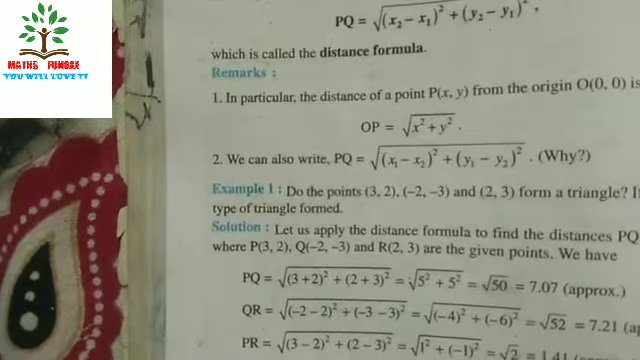 MATHS FUNBEE
YOU WILL LOVE IT
PQ = √(x₂ – x₁)² + (y₂ – y₁)² ,
which is called the distance formula.
Remarks :
1. In particular, the distance of a point P(x, y) from the origin O(0, 0) is
OP = √x² + y² .
2. We can also write, PQ = √(x₁ – x₂)² + (y₁ – y₂)² . (Why?)
Example 1 : Do the points (3, 2), (–2, –3) and (2, 3) form a triangle?
type of triangle formed.
Solution : Let us apply the distance formula to find the distances PQ
where P(3, 2), Q(–2, –3) and R(2, 3) are the given points. We have
PQ = √(3 + 2)² + (2 + 3)² = √5² + 5² = √50 = 7.07 (approx.)
QR = √(–2 – 2)² + (–3 – 3)² = √(–4)² + (–6)² = √52 = 7.21
PR = √(3 – 2)² + (2 – 3)² = √1² + (–1)² = √2 = 1.41